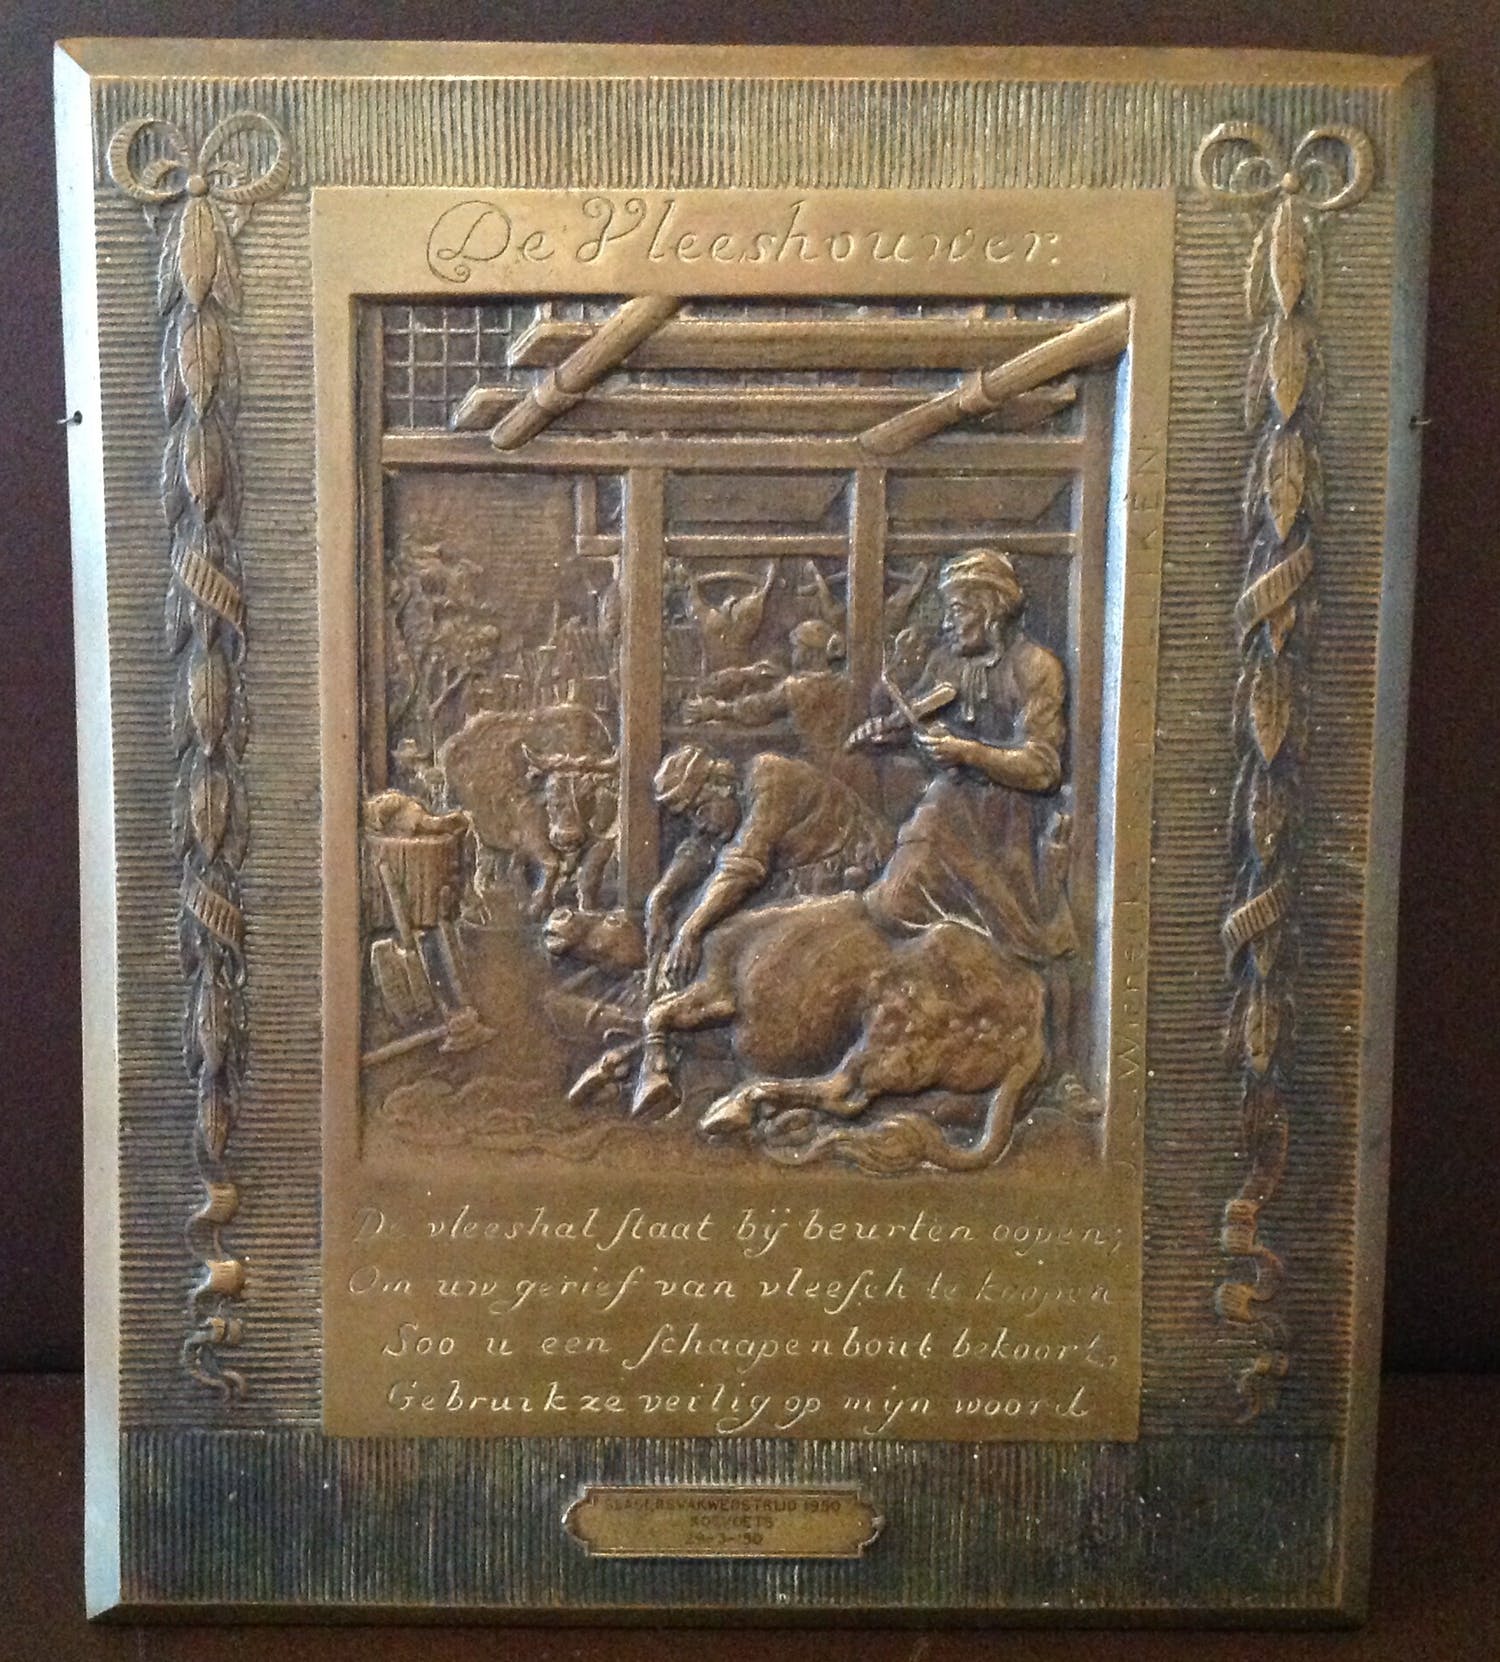 De Vleeshouwer.
De vleeshal ſtaat bij beurten oopen;
Om uw gerief van vleeſch te koopen
Soo u een ſchaapenbout bekoort,
Gebruik ze veilig op mijn woord
SLAGERSVAKWEDSTRIJD 1950
29-3-'50